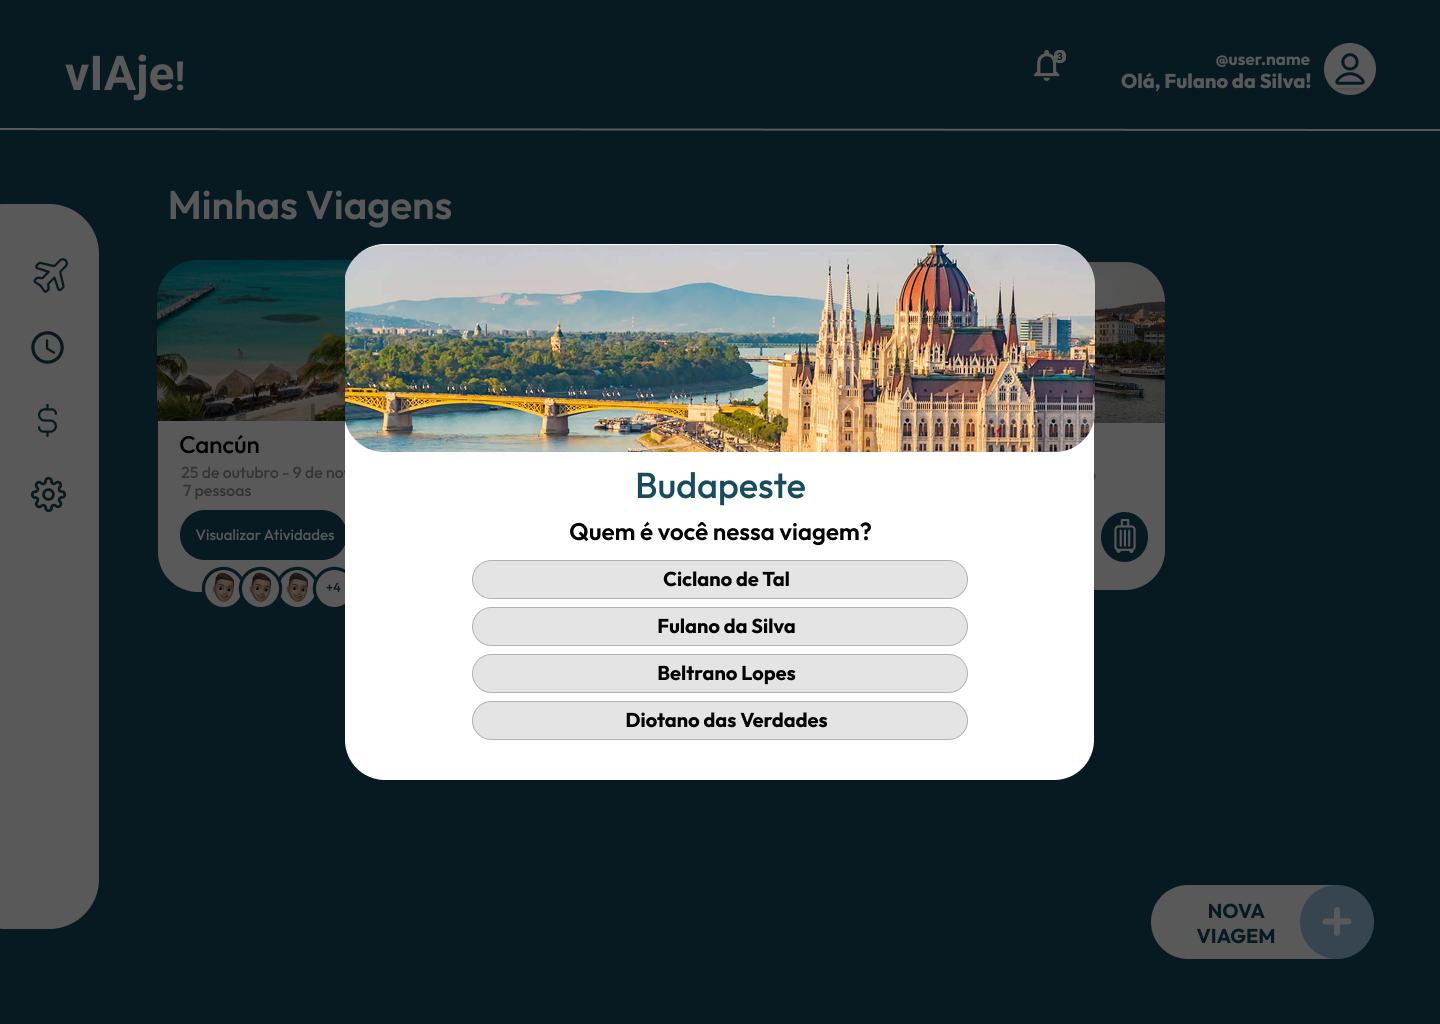 vIAje!
3
@user.name
Olá, Fulano da Silva!
Minhas Viagens
Cancún
25 de outubro - 9 de no
7 pessoas
Visualizar Atividades
+4
Budapeste
Quem é você nessa viagem?
Ciclano de Tal
Fulano da Silva
Beltrano Lopes
Diotano das Verdades
NOVA
VIAGEM